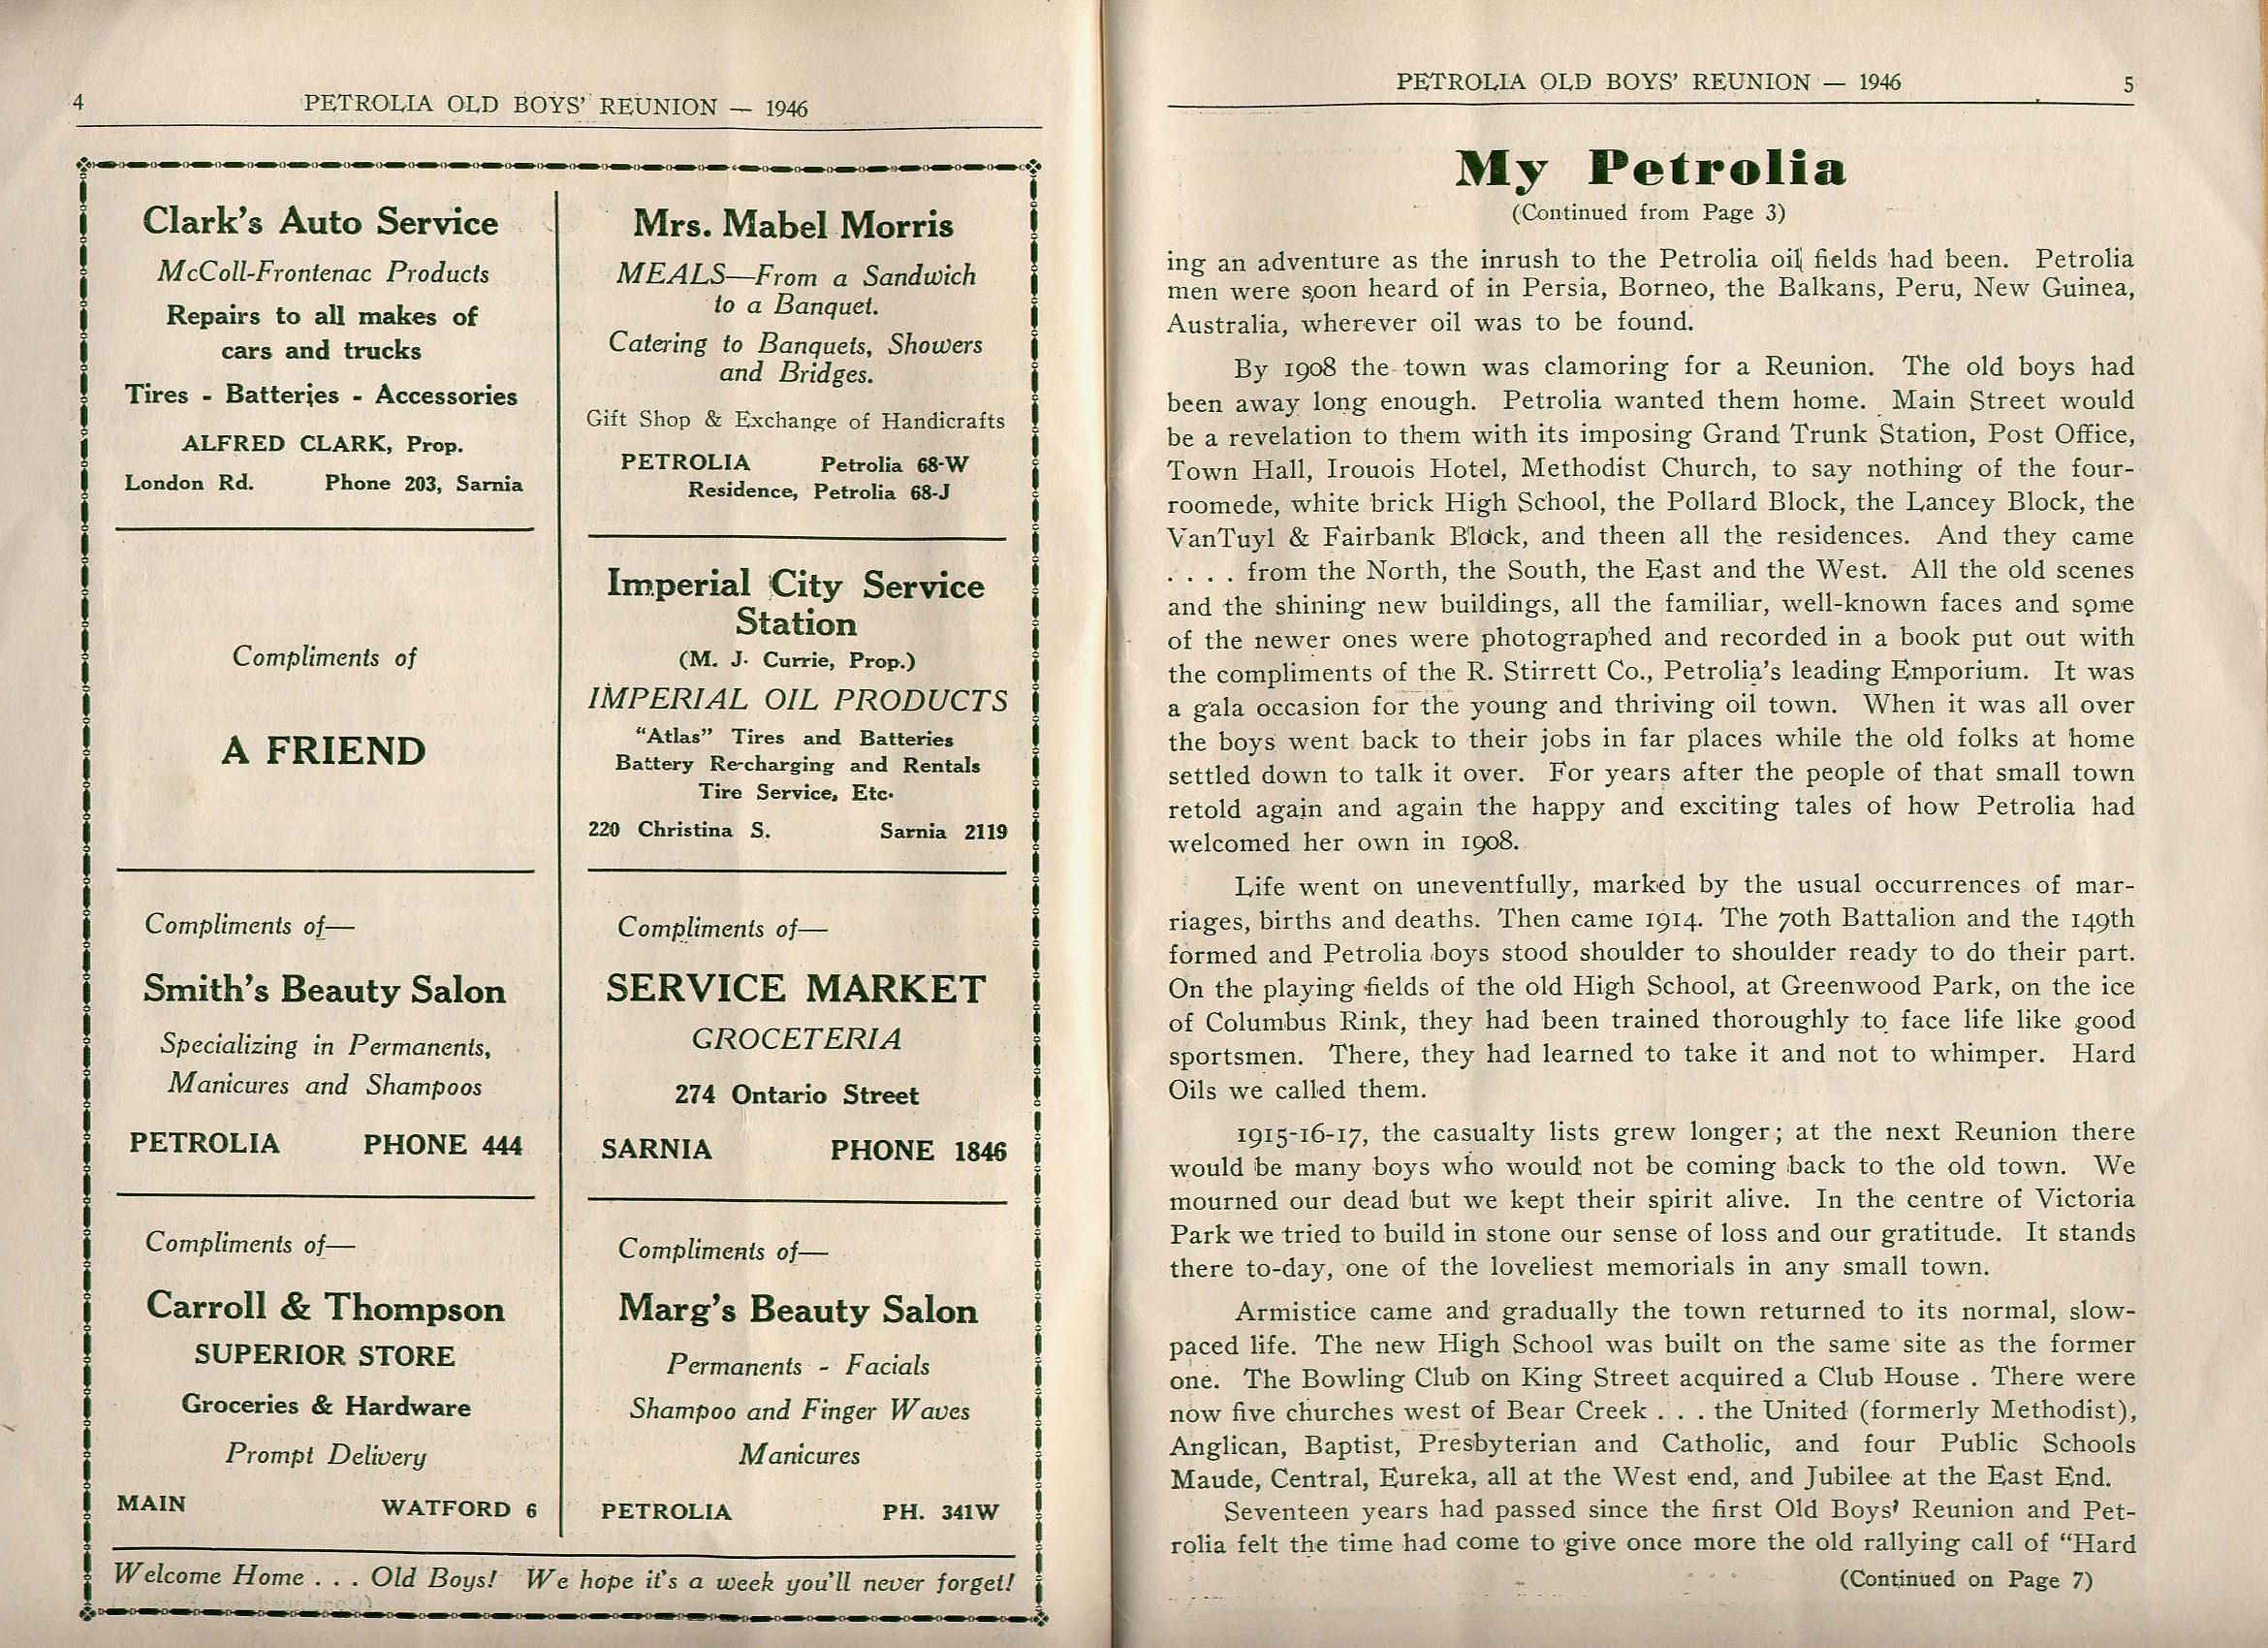 4
PETROLIA OLD BOYS' REUNION — 1946
Clark's Auto Service
McColl-Frontenac Products
Repairs to all makes of
cars and trucks
Tires - Batteries - Accessories
ALFRED CLARK, Prop.
London Rd. Phone 203, Sarnia
Compliments of
A FRIEND
Compliments of—
Smith's Beauty Salon
Specializing in Permanents,
Manicures and Shampoos
PETROLIA PHONE 444
Compliments of—
Carroll & Thompson
SUPERIOR STORE
Groceries & Hardware
Prompt Delivery
MAIN WATFORD 6
Mrs. Mabel Morris
MEALS—From a Sandwich
to a Banquet.
Catering to Banquets, Showers
and Bridges.
Gift Shop & Exchange of Handicrafts
PETROLIA Petrolia 68-W
Residence, Petrolia 68-J
Imperial City Service
Station
(M. J. Currie, Prop.)
IMPERIAL OIL PRODUCTS
"Atlas" Tires and Batteries
Battery Re-charging and Rentals
Tire Service, Etc.
220 Christina S. Sarnia 2119
Compliments of—
SERVICE MARKET
GROCETERIA
274 Ontario Street
SARNIA PHONE 1846
Compliments of—
Marg's Beauty Salon
Permanents - Facials
Shampoo and Finger Waves
Manicures
PETROLIA PH. 341W
Welcome Home . . . Old Boys! We hope it's a week you'll never forget!
PETROLIA OLD BOYS' REUNION — 1946 5
My Petrolia
(Continued from Page 3)
ing an adventure as the inrush to the Petrolia oil fields had been. Petrolia
men were soon heard of in Persia, Borneo, the Balkans, Peru, New Guinea,
Australia, wherever oil was to be found.
By 1908 the town was clamoring for a Reunion. The old boys had
been away long enough. Petrolia wanted them home. Main Street would
be a revelation to them with its imposing Grand Trunk Station, Post Office,
Town Hall, Irouois Hotel, Methodist Church, to say nothing of the four-
roomede, white brick High School, the Pollard Block, the Lancey Block, the
VanTuyl & Fairbank Block, and theen all the residences. And they came
. . . . from the North, the South, the East and the West. All the old scenes
and the shining new buildings, all the familiar, well-known faces and some
of the newer ones were photographed and recorded in a book put out with
the compliments of the R. Stirrett Co., Petrolia's leading Emporium. It was
a gala occasion for the young and thriving oil town. When it was all over
the boys went back to their jobs in far places while the old folks at home
settled down to talk it over. For years after the people of that small town
retold again and again the happy and exciting tales of how Petrolia had
welcomed her own in 1908.
Life went on uneventfully, marked by the usual occurrences of mar-
riages, births and deaths. Then came 1914. The 70th Battalion and the 149th
formed and Petrolia boys stood shoulder to shoulder ready to do their part.
On the playing fields of the old High School, at Greenwood Park, on the ice
of Columbus Rink, they had been trained thoroughly to face life like good
sportsmen. There, they had learned to take it and not to whimper. Hard
Oils we called them.
1915-16-17, the casualty lists grew longer; at the next Reunion there
would be many boys who would not be coming back to the old town. We
mourned our dead but we kept their spirit alive. In the centre of Victoria
Park we tried to build in stone our sense of loss and our gratitude. It stands
there to-day, one of the loveliest memorials in any small town.
Armistice came and gradually the town returned to its normal, slow-
paced life. The new High School was built on the same site as the former
one. The Bowling Club on King Street acquired a Club House . There were
now five churches west of Bear Creek . . . the United (formerly Methodist),
Anglican, Baptist, Presbyterian and Catholic, and four Public Schools
Maude, Central, Eureka, all at the West end, and Jubilee at the East End.
Seventeen years had passed since the first Old Boys' Reunion and Pet-
rolia felt the time had come to give once more the old rallying call of "Hard
(Continued on Page 7)